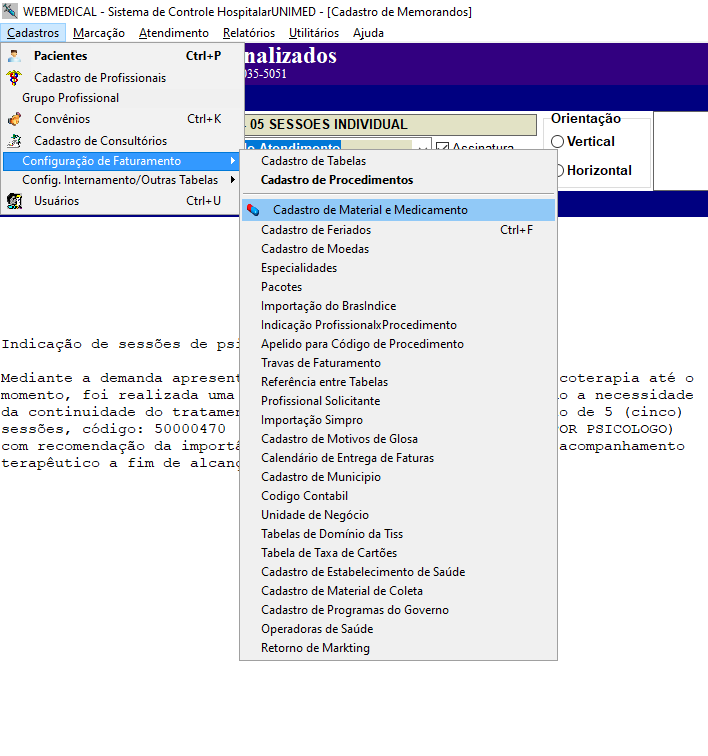 WEBMEDICAL - Sistema de Controle HospitalarUNIMED - [Cadastro de Memorandos]
Cadastros Marcação Atendimento Relatórios Utilitários Ajuda
Pacientes Ctrl+P
Cadastro de Profissionais
Grupo Profissional
Convênios Ctrl+K
Cadastro de Consultórios
Configuração de Faturamento
Config. Internamento/Outras Tabelas
Usuários Ctrl+U
nalizados
035-5051
05 SESSOES INDIVIDUAL
Atendimento
Assinatura
Orientação
Vertical
Horizontal
Cadastro de Tabelas
Cadastro de Procedimentos
Cadastro de Material e Medicamento
Cadastro de Feriados Ctrl+F
Cadastro de Moedas
Especialidades
Pacotes
Importação do BrasIndice
Indicação ProfissionalxProcedimento
Apelido para Código de Procedimento
Travas de Faturamento
Referência entre Tabelas
Profissional Solicitante
Importação Simpro
Cadastro de Motivos de Glosa
Calendário de Entrega de Faturas
Cadastro de Municipio
Codigo Contabil
Unidade de Negócio
Tabelas de Domínio da Tiss
Tabela de Taxa de Cartões
Cadastro de Estabelecimento de Saúde
Cadastro de Material de Coleta
Cadastro de Programas do Governo
Operadoras de Saúde
Retorno de Markting
Indicação de sessões de psi
Mediante a demanda apresent coterapia até o
momento, foi realizada uma o a necessidade
da continuidade do tratamen o de 5 (cinco)
sessões, código: 50000470 OR PSICOLOGO)
com recomendação da importâ acompanhamento
terapêutico a fim de alcanç